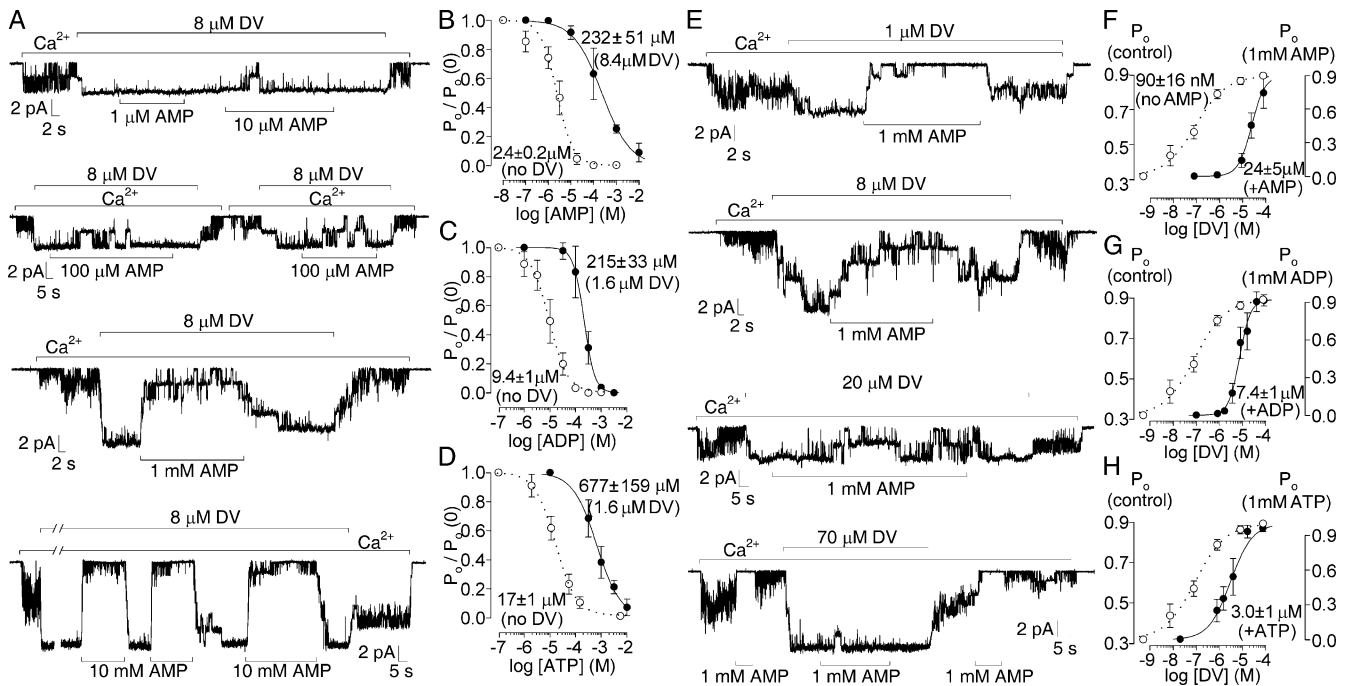 A
8 μM DV
Ca2+
2 pA
2 s
1 μM AMP
10 μM AMP
8 μM DV
8 μM DV
Ca2+
Ca2+
2 pA
5 s
100 μM AMP
100 μM AMP
8 μM DV
Ca2+
2 pA
2 s
1 mM AMP
8 μM DV
Ca2+
10 mM AMP
10 mM AMP
2 pA
5 s
B
Po / Po (0)
1.0
0.8
0.6
0.4
0.2
0.0
232±51 μM
(8.4μM DV)
2.4±0.2μM
(no DV)
-8 -7 -6 -5 -4 -3 -2
log [AMP] (M)
C
Po / Po (0)
1.0
0.8
0.6
0.4
0.2
0.0
215±33 μM
(1.6 μM DV)
9.4±1μM
(no DV)
-7 -6 -5 -4 -3 -2
log [ADP] (M)
D
Po / Po (0)
1.0
0.8
0.6
0.4
0.2
0.0
677±159 μM
(1.6 μM DV)
17±1 μM
(no DV)
-7 -6 -5 -4 -3 -2
log [ATP] (M)
E
1 μM DV
Ca2+
2 pA
2 s
1 mM AMP
8 μM DV
Ca2+
2 pA
2 s
1 mM AMP
20 μM DV
Ca2+
2 pA
5 s
1 mM AMP
70 μM DV
Ca2+
2 pA
5 s
1 mM AMP
1 mM AMP
1 mM AMP
F
Po
(control)
Po
(1mM AMP)
0.9
0.7
0.5
0.3
0.9
0.6
0.3
0.0
90±16 nM
(no AMP)
24±5μM
(+AMP)
-9 -8 -7 -6 -5 -4
log [DV] (M)
G
Po
(control)
Po
(1mM ADP)
0.9
0.7
0.5
0.3
0.9
0.6
0.3
0.0
7.4±1 μM
(+ADP)
-9 -8 -7 -6 -5 -4
log [DV] (M)
H
Po
(control)
Po
(1mM ATP)
0.9
0.7
0.5
0.3
0.9
0.6
0.3
0.0
3.0±1 μM
(+ATP)
-9 -8 -7 -6 -5 -4
log [DV] (M)